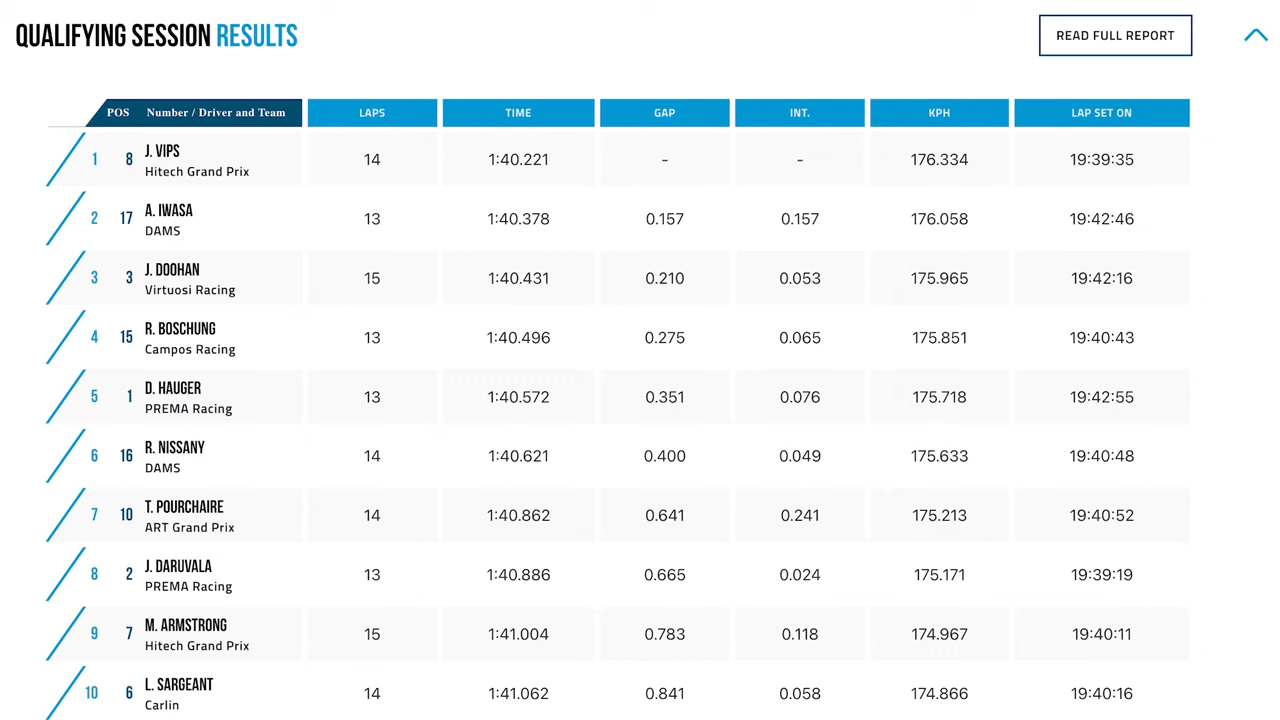 QUALIFYING SESSION RESULTS
READ FULL REPORT
POS Number / Driver and Team LAPS TIME GAP INT. KPH LAP SET ON
1 8 J. VIPS 14 1:40.221 - - 176.334 19:39:35
Hitech Grand Prix
2 17 A. IWASA 13 1:40.378 0.157 0.157 176.058 19:42:46
DAMS
3 3 J. DOOHAN 15 1:40.431 0.210 0.053 175.965 19:42:16
Virtuosi Racing
4 15 R. BOSCHUNG 13 1:40.496 0.275 0.065 175.851 19:40:43
Campos Racing
5 1 D. HAUGER 13 1:40.572 0.351 0.076 175.718 19:42:55
PREMA Racing
6 16 R. NISSANY 14 1:40.621 0.400 0.049 175.633 19:40:48
DAMS
7 10 T. POURCHAIRE 14 1:40.862 0.641 0.241 175.213 19:40:52
ART Grand Prix
8 2 J. DARUVALA 13 1:40.886 0.665 0.024 175.171 19:39:19
PREMA Racing
9 7 M. ARMSTRONG 15 1:41.004 0.783 0.118 174.967 19:40:11
Hitech Grand Prix
10 6 L. SARGEANT 14 1:41.062 0.841 0.058 174.866 19:40:16
Carlin